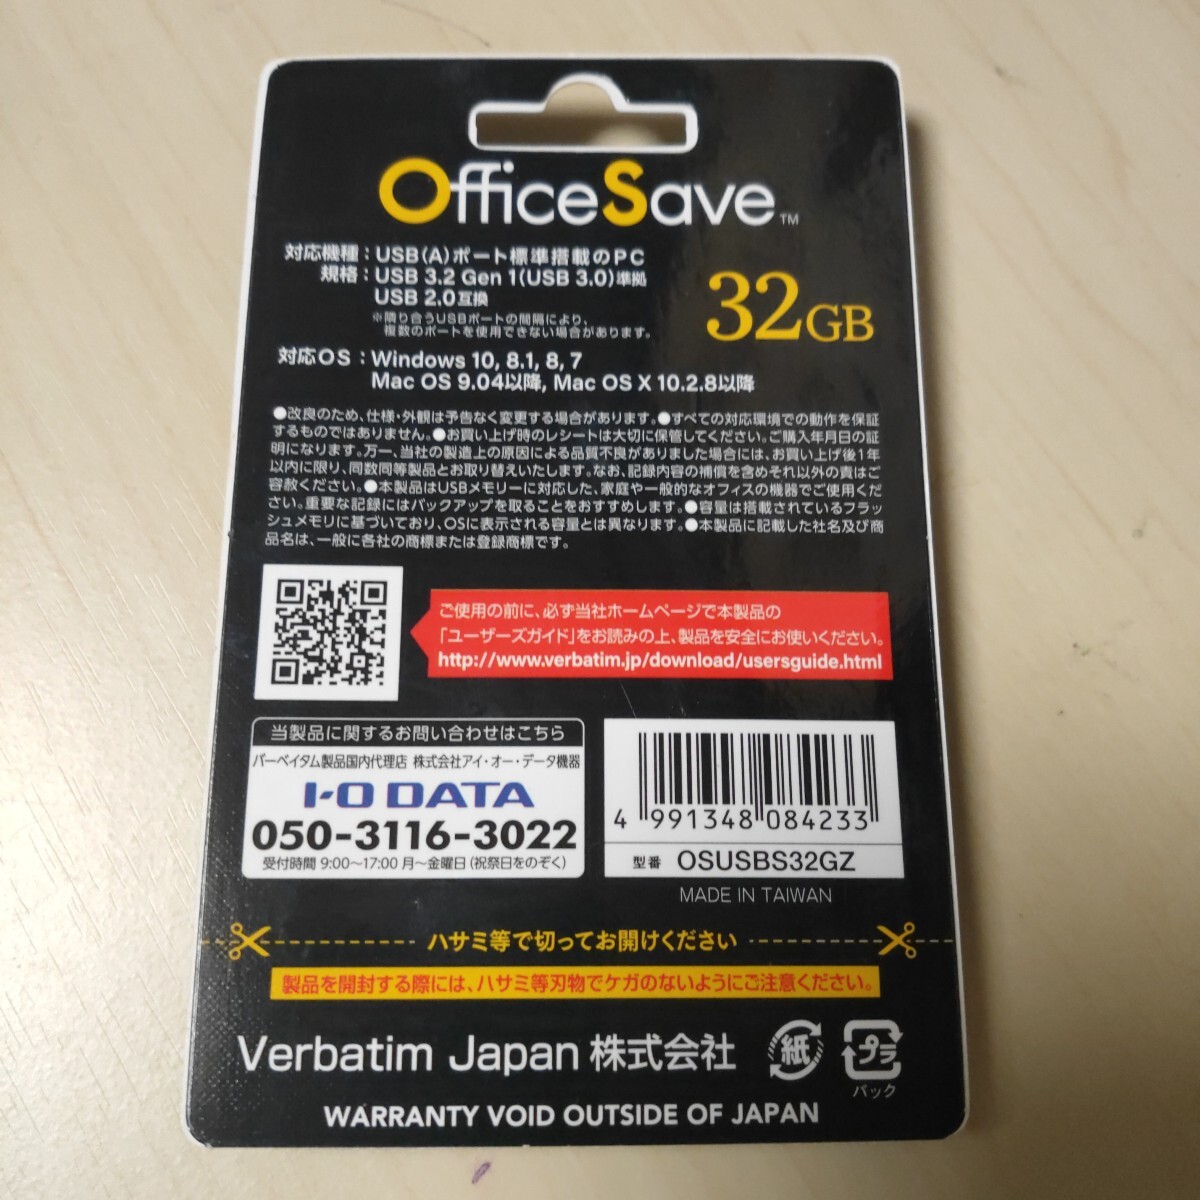 OfficeSave™
対応機種：USB(A)ポート標準搭載のPC
規格：USB 3.2 Gen 1(USB 3.0)準拠
USB 2.0互換
※隣り合うUSBポートの間隔により、
複数のポートを使用できない場合があります。
32GB
対応OS：Windows 10, 8.1, 8, 7
Mac OS 9.04以降, Mac OS X 10.2.8以降
●改良のため、仕様・外観は予告なく変更する場合があります。●すべての対応環境での動作を保証
するものではありません。●お買い上げ時のレシートは大切に保管してください。ご購入年月日の証
明になります。万一、当社の製造上の原因による品質不良がありました場合には、お買い上げ後1年
以内に限り、同数同等製品とお取り替えいたします。なお、記録内容の補償を含めそれ以外の責はご
容赦ください。●本製品はUSBメモリーに対応した、家庭や一般的なオフィスの機器でご使用くだ
さい。重要な記録にはバックアップを取ることをおすすめします。●容量は搭載されているフラッ
シュメモリに基づいており、OSに表示される容量とは異なります。●本製品に記載した社名及び商
品名は、一般に各社の商標または登録商標です。
ご使用の前に、必ず当社ホームページで本製品の
「ユーザーズガイド」をお読みの上、製品を安全にお使いください。
http://www.verbatim.jp/download/usersguide.html
当製品に関するお問い合わせはこちら
バーベイタム製品国内代理店 株式会社アイ・オー・データ機器
I-O DATA
050-3116-3022
受付時間 9:00～17:00 月～金曜日（祝祭日をのぞく）
4 991348 084233
型番 OSUSBS32GZ
MADE IN TAIWAN
ハサミ等で切ってお開けください
製品を開封する際には、ハサミ等刃物でケガのないようにご注意ください。
Verbatim Japan 株式会社
紙
プラ
パック
WARRANTY VOID OUTSIDE OF JAPAN